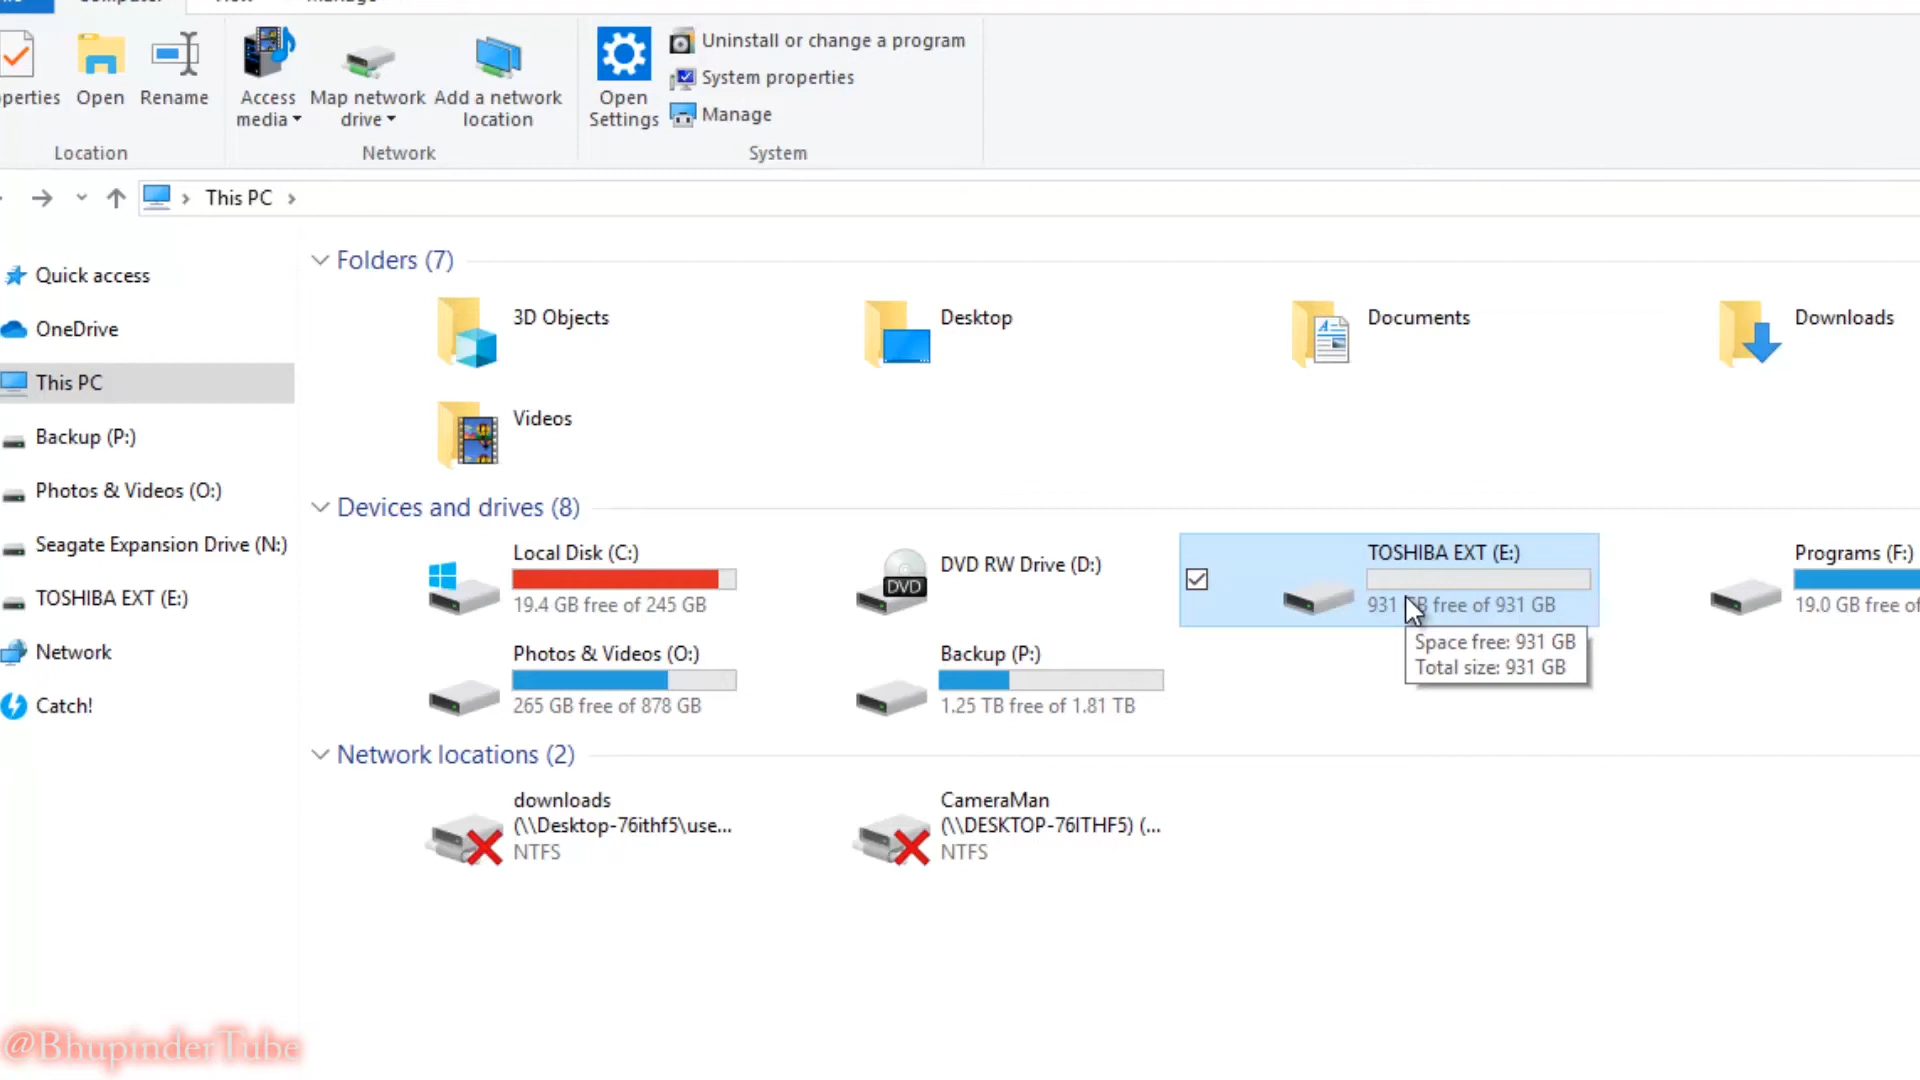 Computer
View
Manage
Open
Rename
Access media
Map network drive
Add a network location
Open Settings
Uninstall or change a program
System properties
Manage
Location
Network
System
This PC
Quick access
OneDrive
This PC
Backup (P:)
Photos & Videos (O:)
Seagate Expansion Drive (N:)
TOSHIBA EXT (E:)
Network
Catch!
Folders (7)
3D Objects
Desktop
Documents
Downloads
Videos
Devices and drives (8)
Local Disk (C:)
19.4 GB free of 245 GB
DVD
DVD RW Drive (D:)
TOSHIBA EXT (E:)
931 GB free of 931 GB
Space free: 931 GB
Total size: 931 GB
Programs (F:)
19.0 GB free of
Photos & Videos (O:)
265 GB free of 878 GB
Backup (P:)
1.25 TB free of 1.81 TB
Network locations (2)
downloads
(\\Desktop-76ithf5\use...
NTFS
CameraMan
(\\DESKTOP-76ITHF5) (...
NTFS
@BhupinderTube